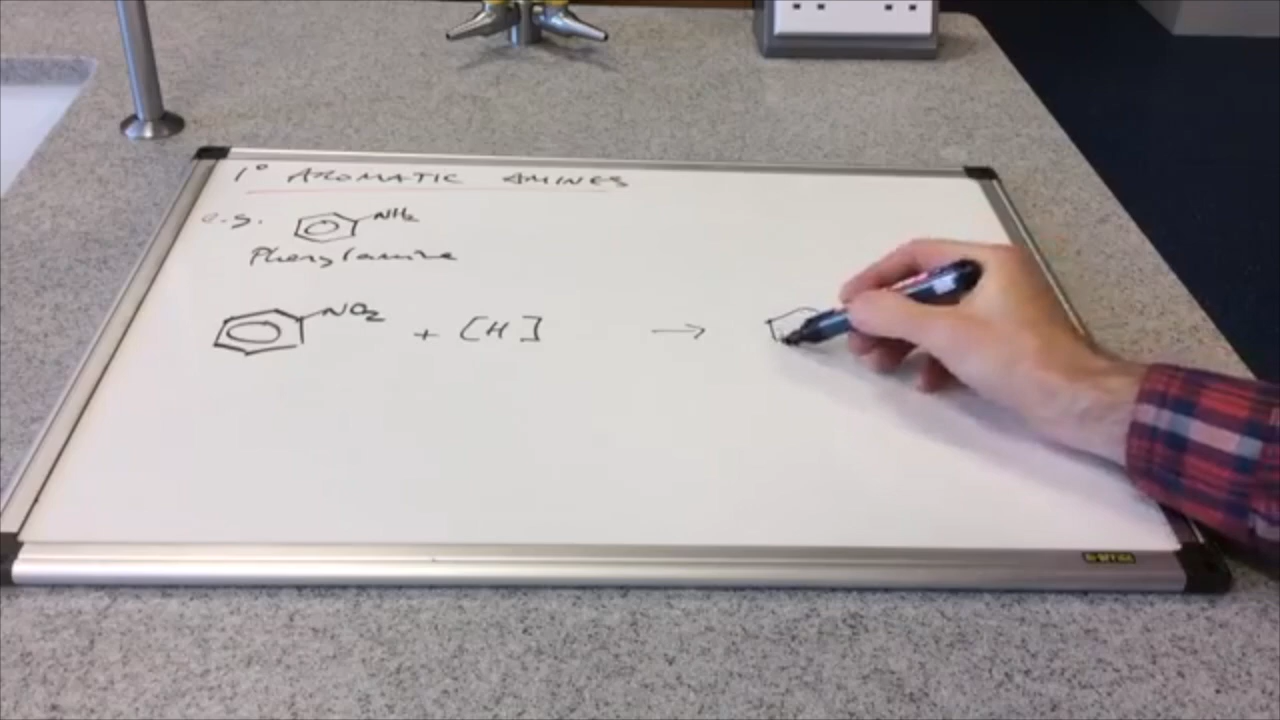 1° AROMATIC AMINES
e.g. NH₂
Phenylamine
NO₂ + [H] →